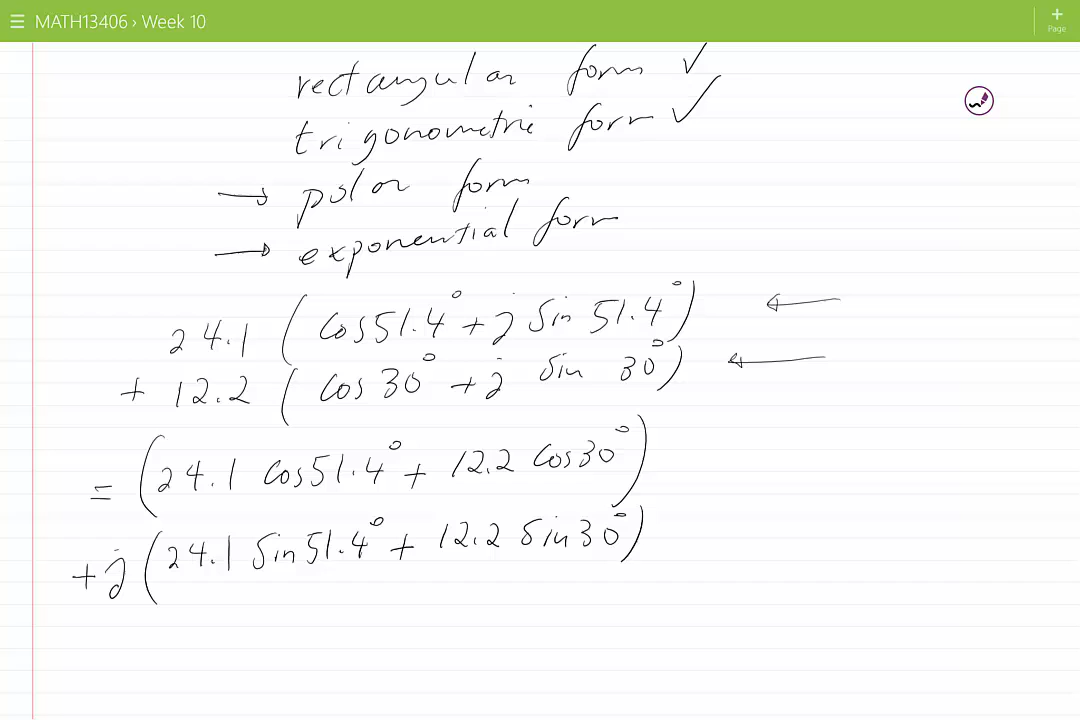 MATH13406 › Week 10
Page
rectangular form ✓
trigonometric form ✓
→ polar form
→ exponential form
24.1 (cos 51.4° + j sin 51.4°) ←
+ 12.2 (cos 30° + j sin 30°) ←
= (24.1 cos 51.4° + 12.2 cos 30°)
+ j (24.1 sin 51.4° + 12.2 sin 30°)